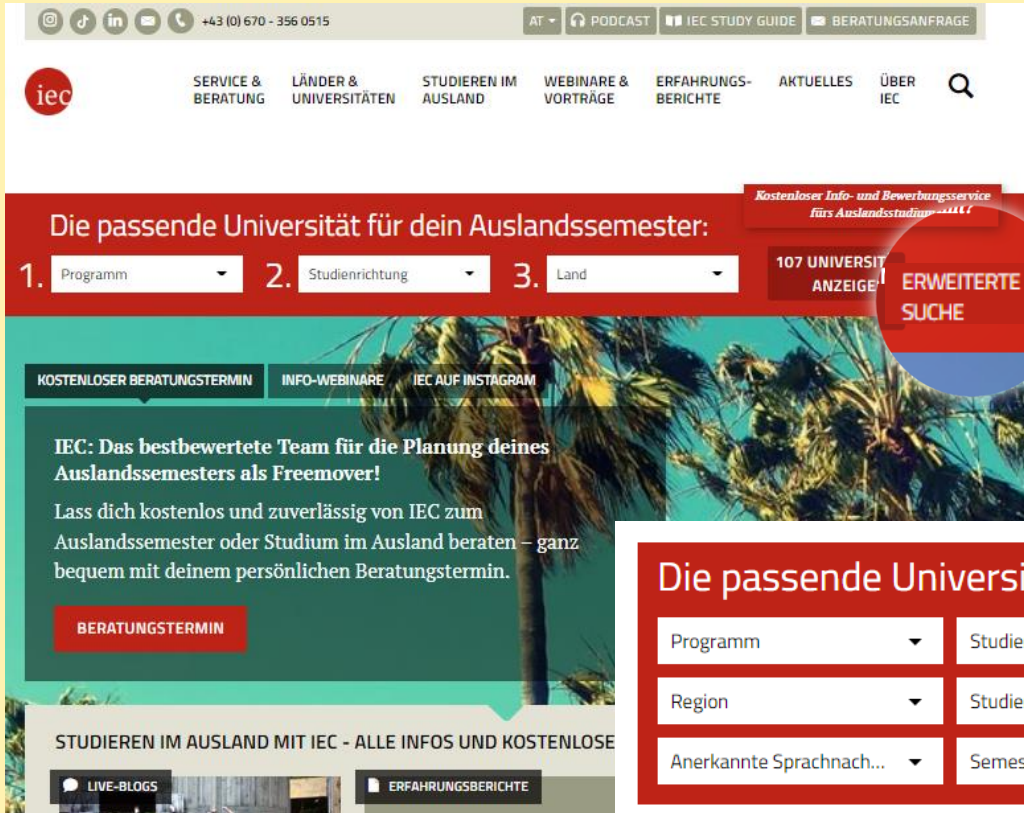 +43 (0) 670 - 356 0515
AT
PODCAST
IEC STUDY GUIDE
BERATUNGSANFRAGE
iec
SERVICE &
BERATUNG
LÄNDER &
UNIVERSITÄTEN
STUDIEREN IM
AUSLAND
WEBINARE &
VORTRÄGE
ERFAHRUNGS-
BERICHTE
AKTUELLES
ÜBER
IEC
Kostenloser Info- und Bewerbungsservice
fürs Auslandsstudium
Die passende Universität für dein Auslandssemester:
1. Programm
2. Studienrichtung
3. Land
107 UNIVERSIT
ANZEIGE
ERWEITERTE
SUCHE
KOSTENLOSER BERATUNGSTERMIN
INFO-WEBINARE
IEC AUF INSTAGRAM
IEC: Das bestbewertete Team für die Planung deines
Auslandssemesters als Freemover!
Lass dich kostenlos und zuverlässig von IEC zum
Auslandssemester oder Studium im Ausland beraten – ganz
bequem mit deinem persönlichen Beratungstermin.
BERATUNGSTERMIN
STUDIEREN IM AUSLAND MIT IEC - ALLE INFOS UND KOSTENLOSE
LIVE-BLOGS
ERFAHRUNGSBERICHTE
Die passende Universi
Programm
Studie
Region
Studie
Anerkannte Sprachnach...
Semes